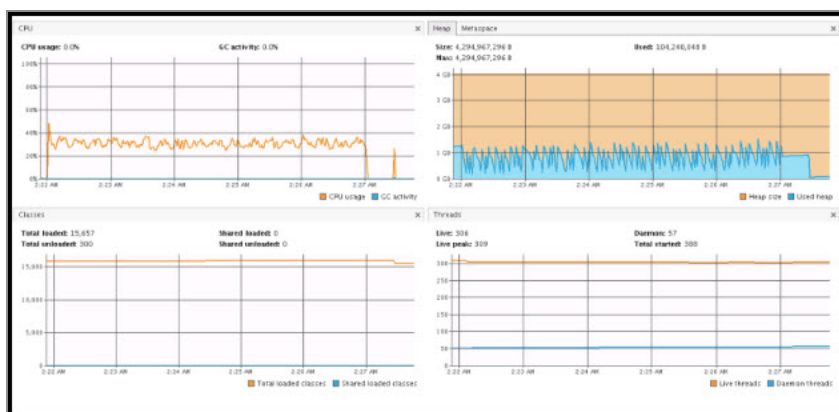 CPU
CPU usage: 0.0% GC activity: 0.0%
100%
80%
60%
40%
20%
0%
2:22 AM 2:23 AM 2:24 AM 2:25 AM 2:26 AM 2:27 AM
CPU usage GC activity
Heap Metaspace
Size: 4,294,967,296 B Used: 104,248,848 B
Max: 4,294,967,296 B
4 GB
3 GB
2 GB
1 GB
0 GB
2:22 AM 2:23 AM 2:24 AM 2:25 AM 2:26 AM 2:27 AM
Heap size Used heap
Classes
Total loaded: 15,657 Shared loaded: 0
Total unloaded: 300 Shared unloaded: 0
15,000
10,000
5,000
0
2:22 AM 2:23 AM 2:24 AM 2:25 AM 2:26 AM 2:27 AM
Total loaded classes Shared loaded classes
Threads
Live: 306 Daemon: 57
Live peak: 309 Total started: 388
300
250
200
150
100
50
0
2:22 AM 2:23 AM 2:24 AM 2:25 AM 2:26 AM 2:27 AM
Live threads Daemon threads